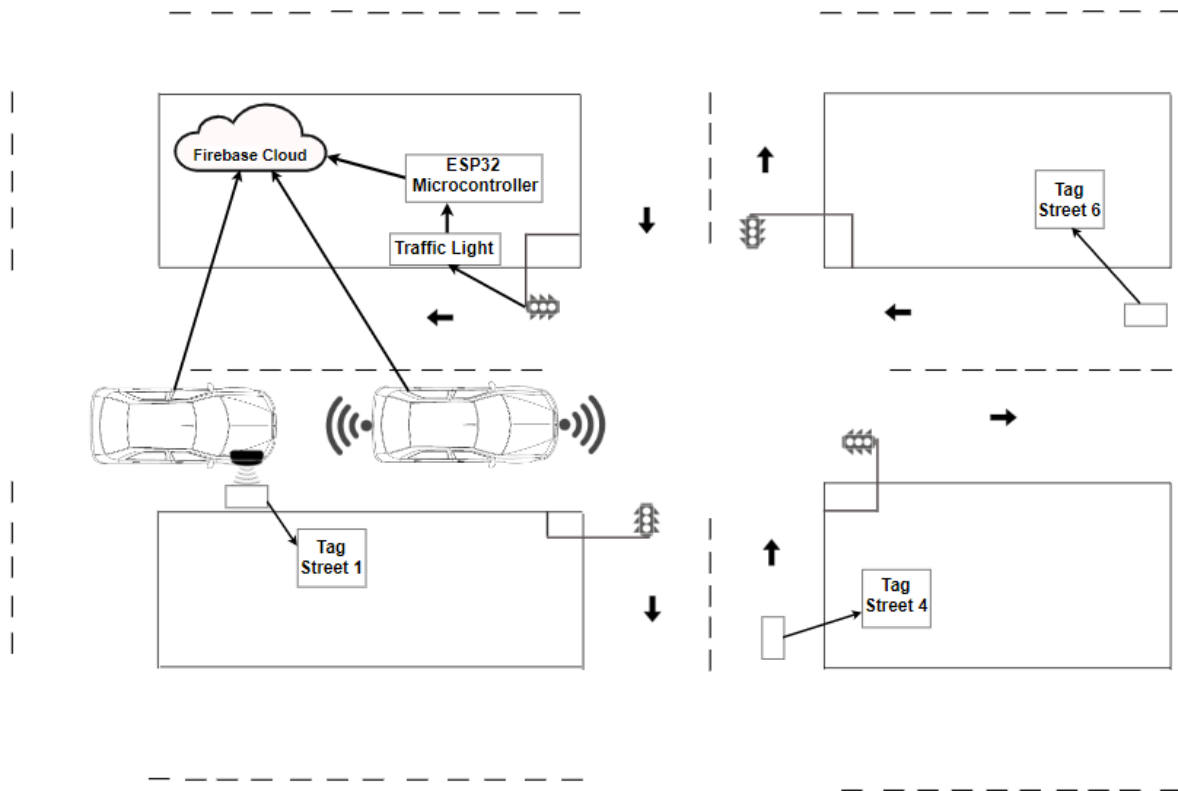 Firebase Cloud
ESP32
Microcontroller
Traffic Light
Tag
Street 6
Tag
Street 1
Tag
Street 4